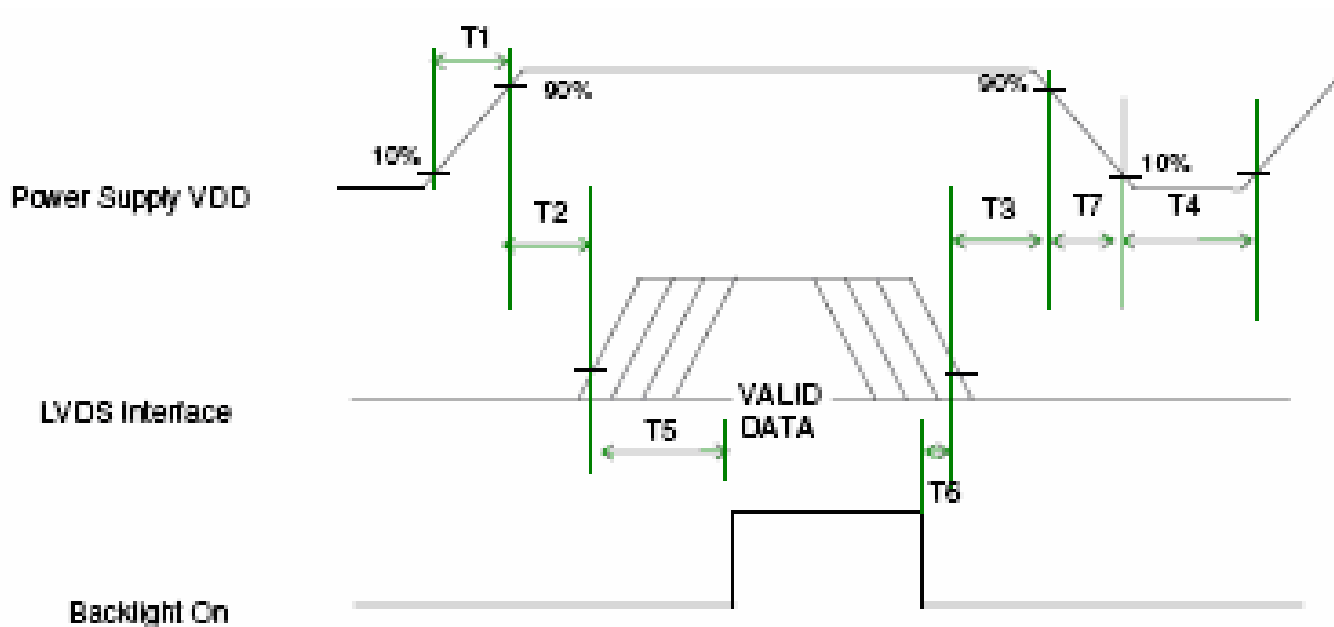 T1
90%
90%
10%
10%
Power Supply VDD
T2
T3
T7
T4
LVDS Interface
VALID
DATA
T5
T6
Backlight On